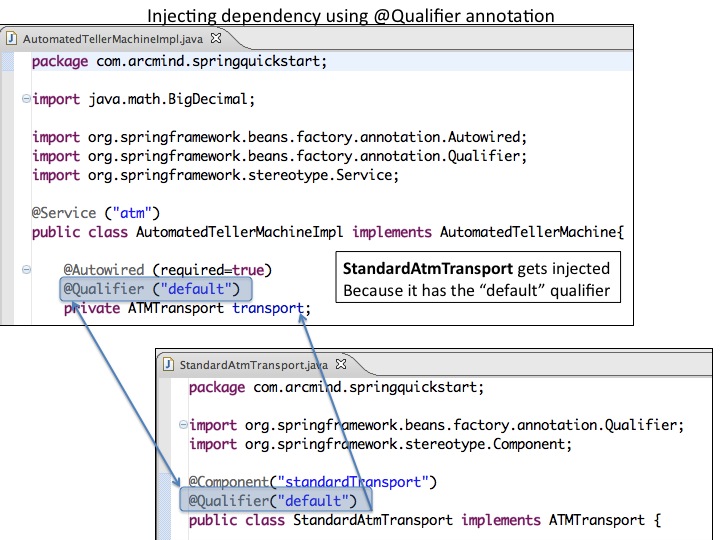 Injecting dependency using @Qualifier annotation
AutomatedTellerMachineImpl.java
package com.arcmind.springquickstart;
import java.math.BigDecimal;
import org.springframework.beans.factory.annotation.Autowired;
import org.springframework.beans.factory.annotation.Qualifier;
import org.springframework.stereotype.Service;
@Service ("atm")
public class AutomatedTellerMachineImpl implements AutomatedTellerMachine{
@Autowired (required=true)
@Qualifier ("default")
private ATMTransport transport;
StandardAtmTransport gets injected
Because it has the “default” qualifier
StandardAtmTransport.java
package com.arcmind.springquickstart;
import org.springframework.beans.factory.annotation.Qualifier;
import org.springframework.stereotype.Component;
@Component("standardTransport")
@Qualifier("default")
public class StandardAtmTransport implements ATMTransport {